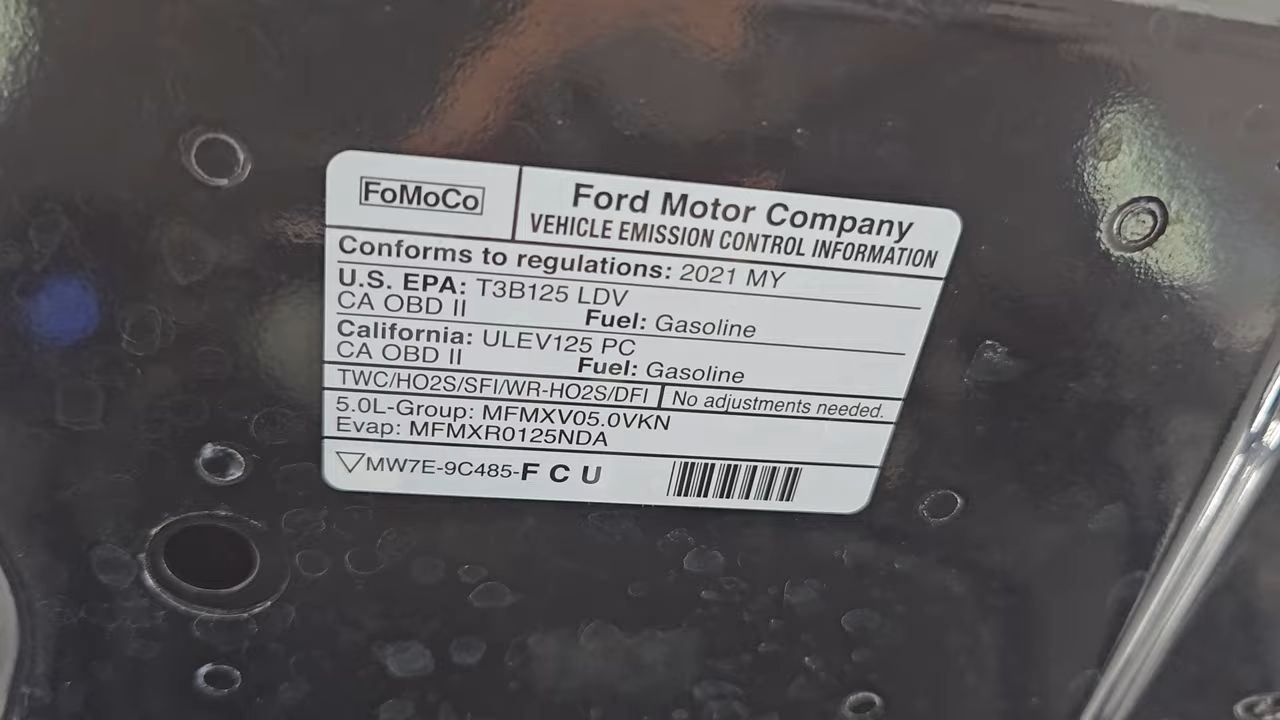 FoMoCo
Ford Motor Company
VEHICLE EMISSION CONTROL INFORMATION
Conforms to regulations: 2021 MY
U.S. EPA: T3B125 LDV
CA OBD II Fuel: Gasoline
California: ULEV125 PC
CA OBD II Fuel: Gasoline
TWC/HO2S/SFI/WR-HO2S/DFI No adjustments needed.
5.0L-Group: MFMXV05.0VKN
Evap: MFMXR0125NDA
MW7E-9C485-F C U